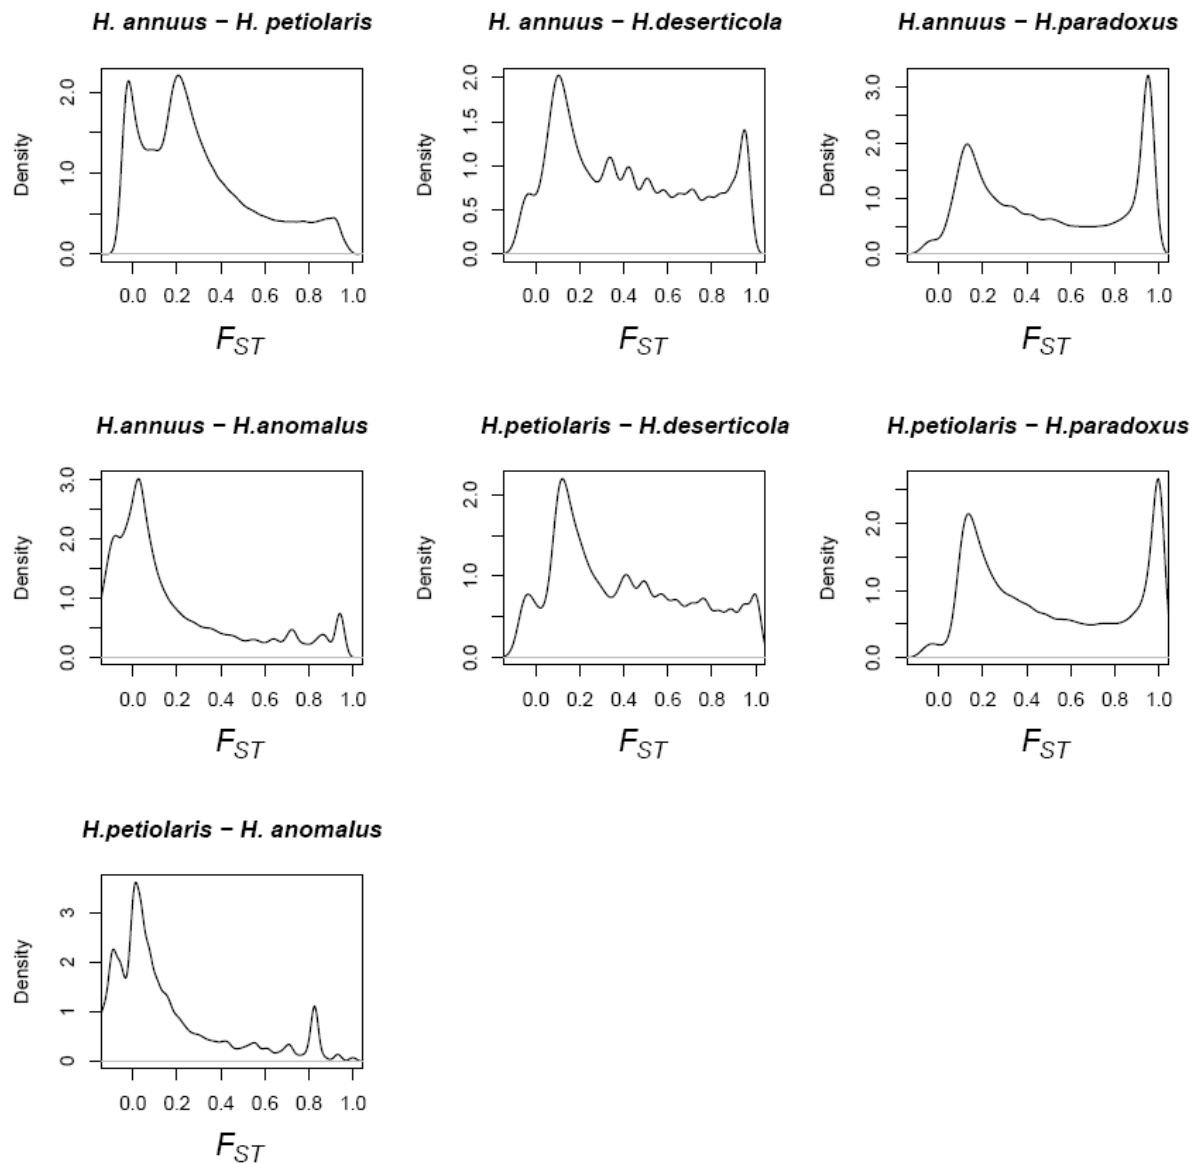 H. annuus − H. petiolaris
H. annuus − H.deserticola
H.annuus − H.paradoxus
Density
0.0 1.0 2.0
0.0 0.2 0.4 0.6 0.8 1.0
FST
Density
0.0 0.5 1.0 1.5 2.0
0.0 0.2 0.4 0.6 0.8 1.0
FST
Density
0.0 1.0 2.0 3.0
0.0 0.2 0.4 0.6 0.8 1.0
FST
H.annuus − H.anomalus
H.petiolaris − H.deserticola
H.petiolaris − H.paradoxus
Density
0.0 1.0 2.0 3.0
0.0 0.2 0.4 0.6 0.8 1.0
FST
Density
0.0 1.0 2.0
0.0 0.2 0.4 0.6 0.8 1.0
FST
Density
0.0 1.0 2.0
0.0 0.2 0.4 0.6 0.8 1.0
FST
H.petiolaris − H. anomalus
Density
0 1 2 3
0.0 0.2 0.4 0.6 0.8 1.0
FST